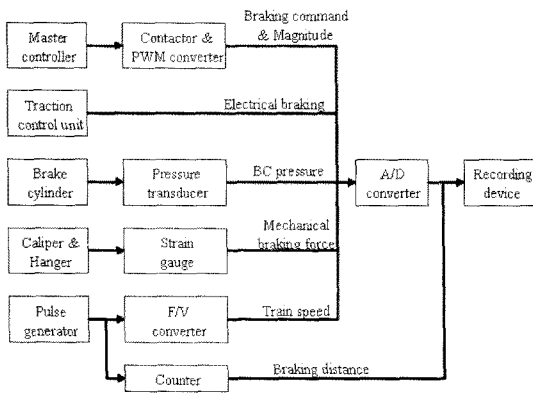 Master
controller
Contactor &
PWM converter
Braking command
& Magnitude
Traction
control unit
Electrical braking
Brake
cylinder
Pressure
transducer
BC pressure
A/D
converter
Recording
device
Caliper &
Hanger
Strain
gauge
Mechanical
braking force
Pulse
generator
F/V
converter
Train speed
Counter
Braking distance